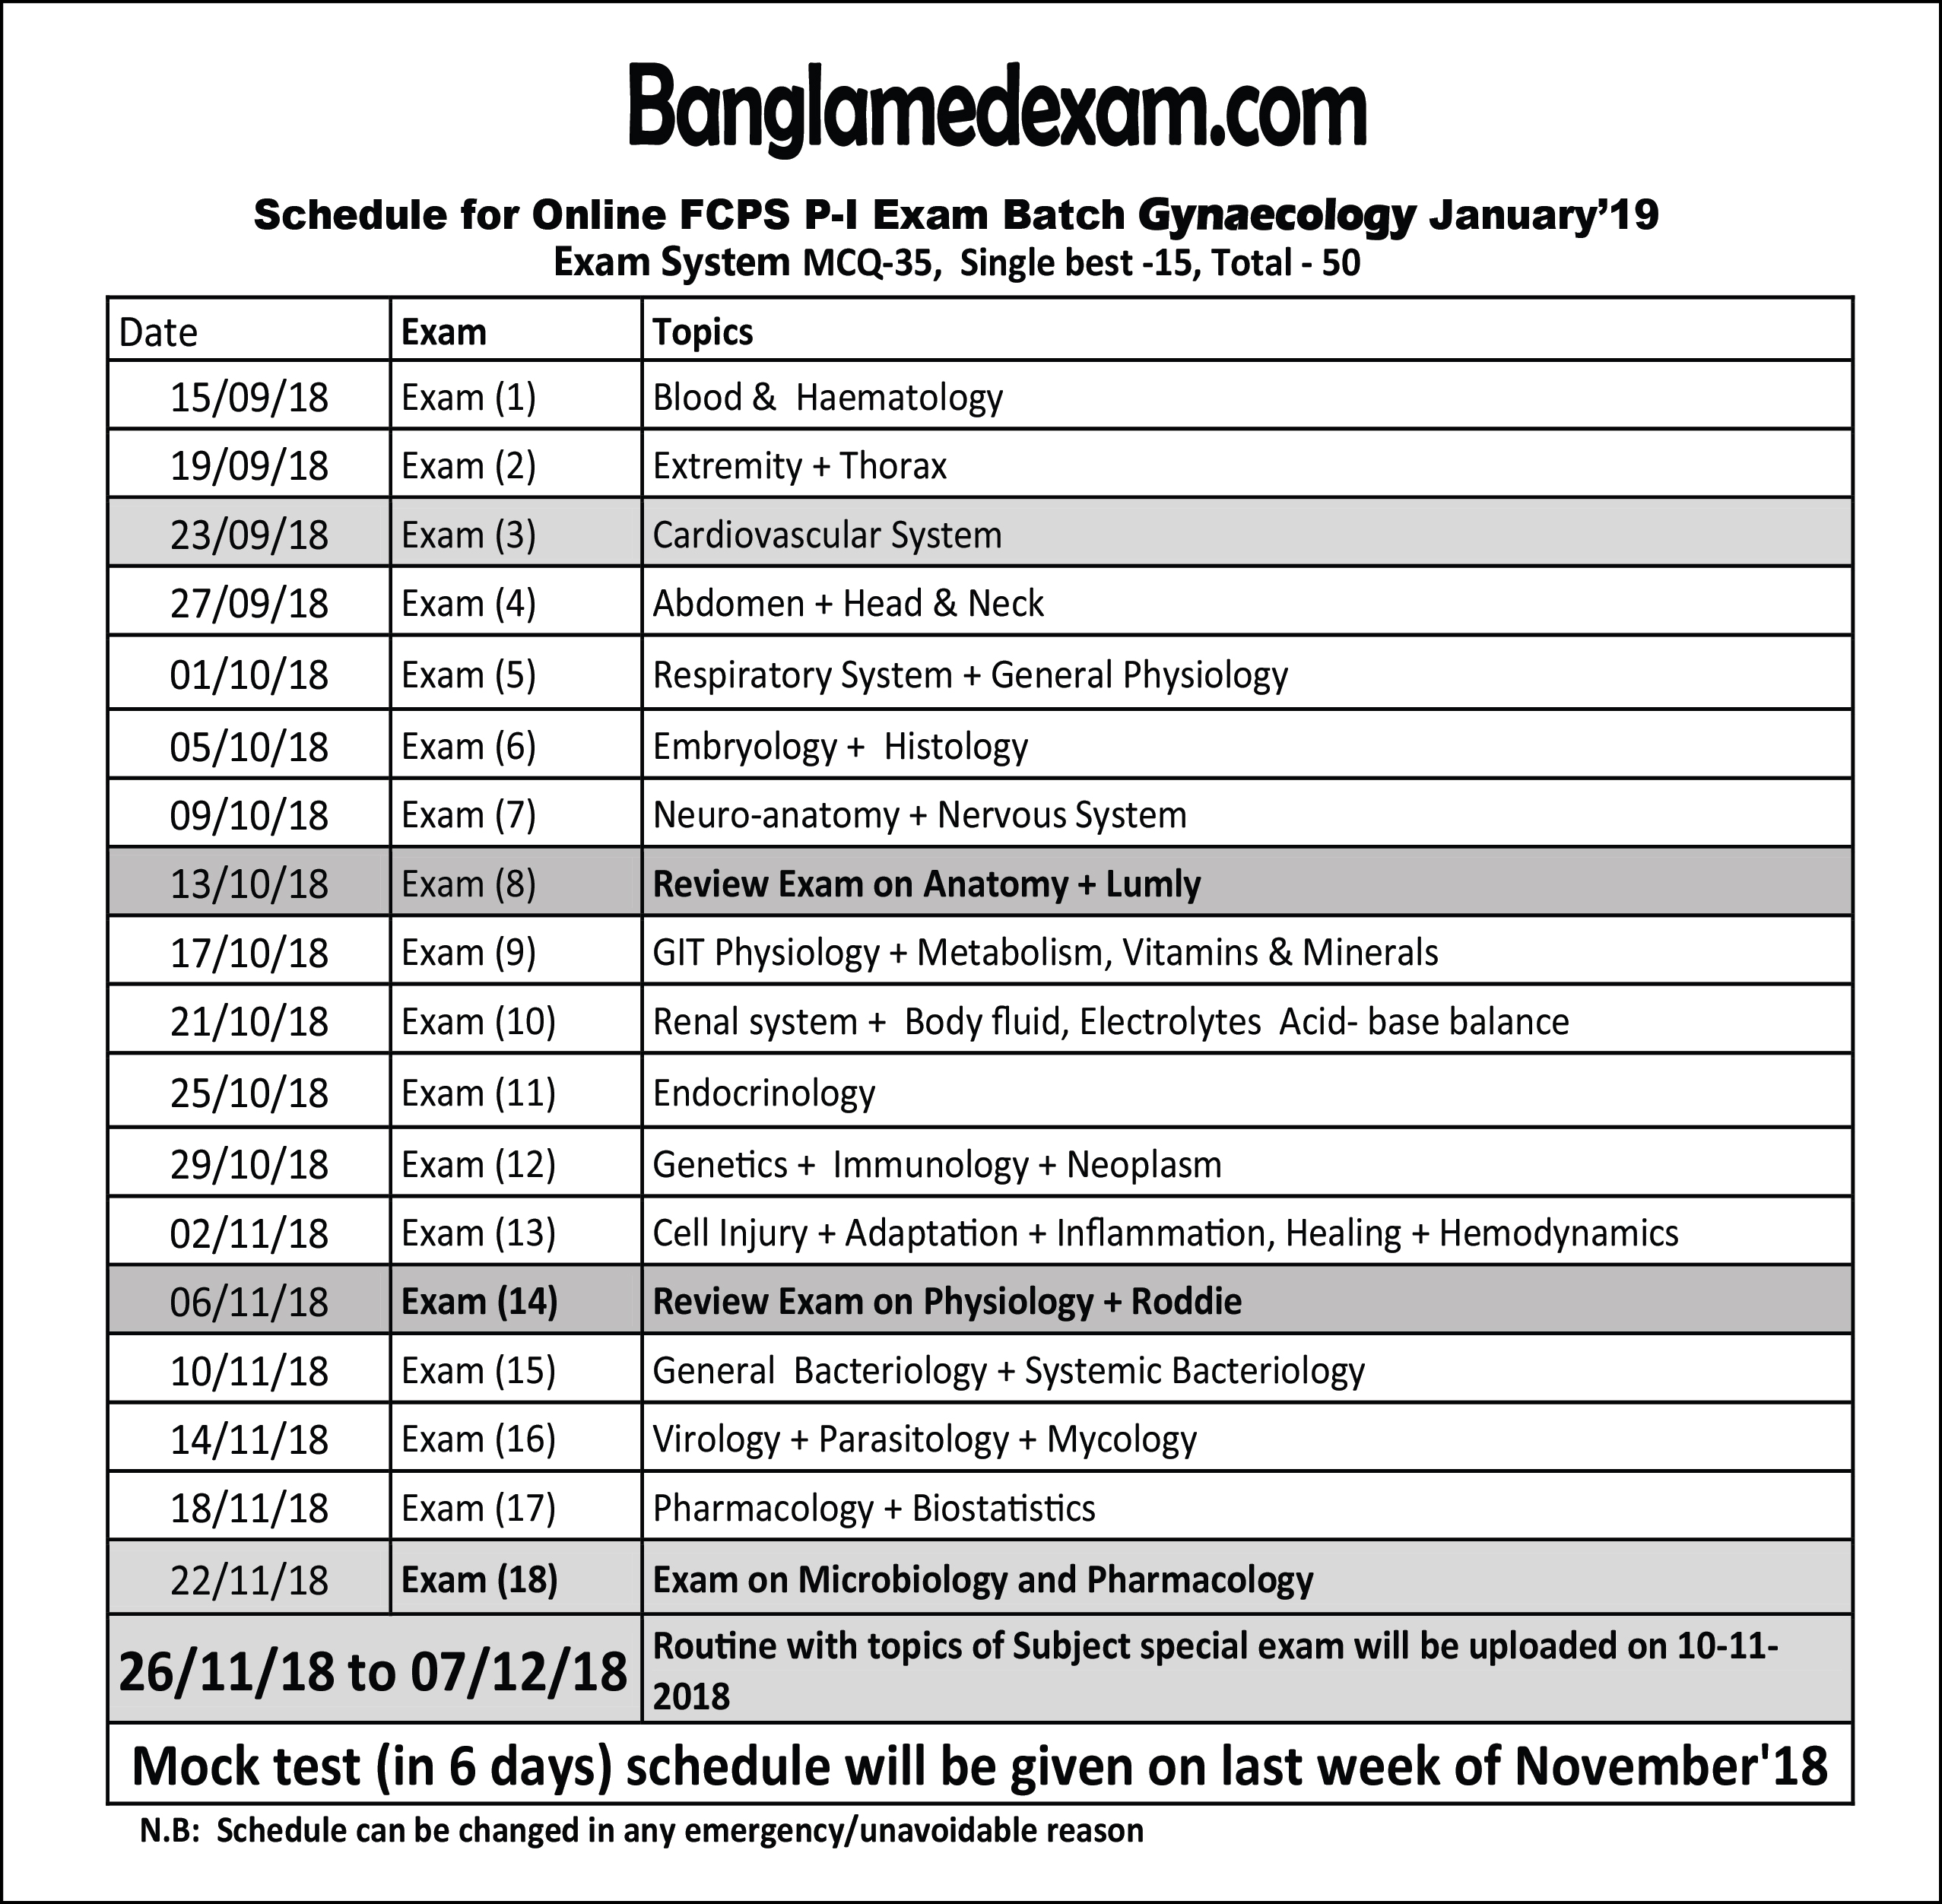 Banglamedexam.com
Schedule for Online FCPS P-I Exam Batch Gynaecology January’19
Exam System MCQ-35,  Single best -15, Total - 50
Date Exam Topics
15/09/18 Exam (1) Blood &  Haematology
19/09/18 Exam (2) Extremity + Thorax
23/09/18 Exam (3) Cardiovascular System
27/09/18 Exam (4) Abdomen + Head & Neck
01/10/18 Exam (5) Respiratory System + General Physiology
05/10/18 Exam (6) Embryology +  Histology
09/10/18 Exam (7) Neuro-anatomy + Nervous System
13/10/18 Exam (8) Review Exam on Anatomy + Lumly
17/10/18 Exam (9) GIT Physiology + Metabolism, Vitamins & Minerals
21/10/18 Exam (10) Renal system +  Body fluid, Electrolytes  Acid- base balance
25/10/18 Exam (11) Endocrinology
29/10/18 Exam (12) Genetics +  Immunology + Neoplasm
02/11/18 Exam (13) Cell Injury + Adaptation + Inflammation, Healing + Hemodynamics
06/11/18 Exam (14) Review Exam on Physiology + Roddie
10/11/18 Exam (15) General  Bacteriology + Systemic Bacteriology
14/11/18 Exam (16) Virology + Parasitology + Mycology
18/11/18 Exam (17) Pharmacology + Biostatistics
22/11/18 Exam (18) Exam on Microbiology and Pharmacology
26/11/18 to 07/12/18 Routine with topics of Subject special exam will be uploaded on 10-11-
2018
Mock test (in 6 days) schedule will be given on last week of November'18
N.B:  Schedule can be changed in any emergency/unavoidable reason